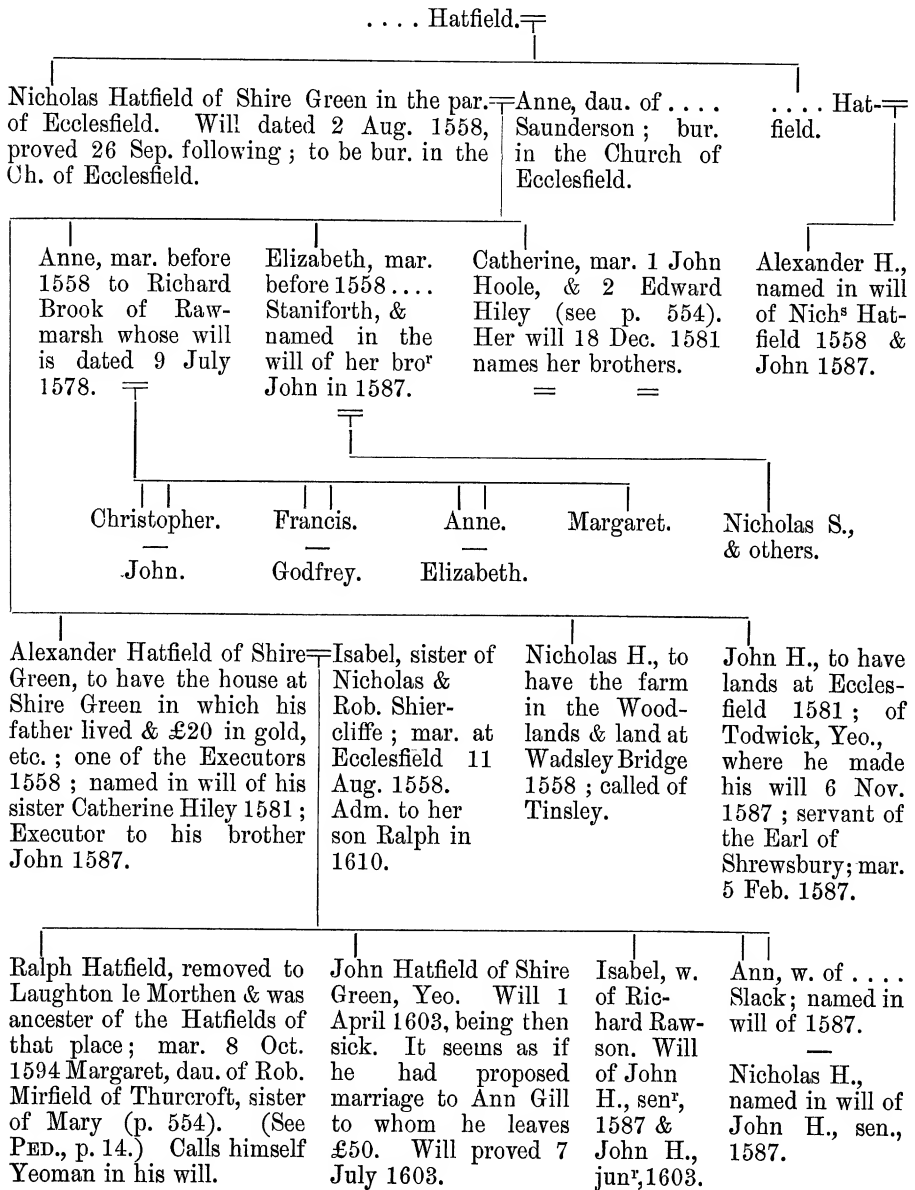 .... Hatfield.
Nicholas Hatfield of Shire Green in the par.
of Ecclesfield. Will dated 2 Aug. 1558,
proved 26 Sep. following ; to be bur. in the
Ch. of Ecclesfield.
Anne, dau. of ....
Saunderson ; bur.
in the Church of
Ecclesfield.
.... Hat-
field.
Anne, mar. before
1558 to Richard
Brook of Raw-
marsh whose will
is dated 9 July
1578.
Elizabeth, mar.
before 1558 ....
Staniforth, &
named in the
will of her broʳ
John in 1587.
Catherine, mar. 1 John
Hoole, & 2 Edward
Hiley (see p. 554).
Her will 18 Dec. 1581
names her brothers.
Alexander H.,
named in will
of Nichˢ Hat-
field 1558 &
John 1587.
Christopher.
—
John.
Francis.
—
Godfrey.
Anne.
—
Elizabeth.
Margaret.
Nicholas S.,
& others.
Alexander Hatfield of Shire
Green, to have the house at
Shire Green in which his
father lived & £20 in gold,
etc. ; one of the Executors
1558 ; named in will of his
sister Catherine Hiley 1581 ;
Executor to his brother
John 1587.
Isabel, sister of
Nicholas &
Rob. Shier-
cliffe ; mar. at
Ecclesfield 11
Aug. 1558.
Adm. to her
son Ralph in
1610.
Nicholas H., to
have the farm
in the Wood-
lands & land at
Wadsley Bridge
1558 ; called of
Tinsley.
John H., to have
lands at Eccles-
field 1581 ; of
Todwick, Yeo.,
where he made
his will 6 Nov.
1587 ; servant of
the Earl of
Shrewsbury; mar.
5 Feb. 1587.
Ralph Hatfield, removed to
Laughton le Morthen & was
ancester of the Hatfields of
that place ; mar. 8 Oct.
1594 Margaret, dau. of Rob.
Mirfield of Thurcroft, sister
of Mary (p. 554). (See
PED., p. 14.) Calls himself
Yeoman in his will.
John Hatfield of Shire
Green, Yeo. Will 1
April 1603, being then
sick. It seems as if
he had proposed
marriage to Ann Gill
to whom he leaves
£50. Will proved 7
July 1603.
Isabel, w.
of Ric-
hard Raw-
son. Will
of John
H., senʳ,
1587 &
John H.,
junʳ, 1603.
Ann, w. of ....
Slack ; named in
will of 1587.
—
Nicholas H.,
named in will of
John H., sen.,
1587.